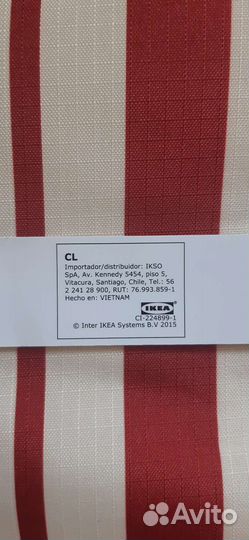 CL
Importador/distribuidor: IKSO
SpA, Av. Kennedy 5454, piso 5,
Vitacura, Santiago, Chile, Tel.: 56
2 241 28 900, RUT: 76.993.859-1
Hecho en: VIETNAM
IKEA
CI-224899-1
© Inter IKEA Systems B.V 2015
Avito